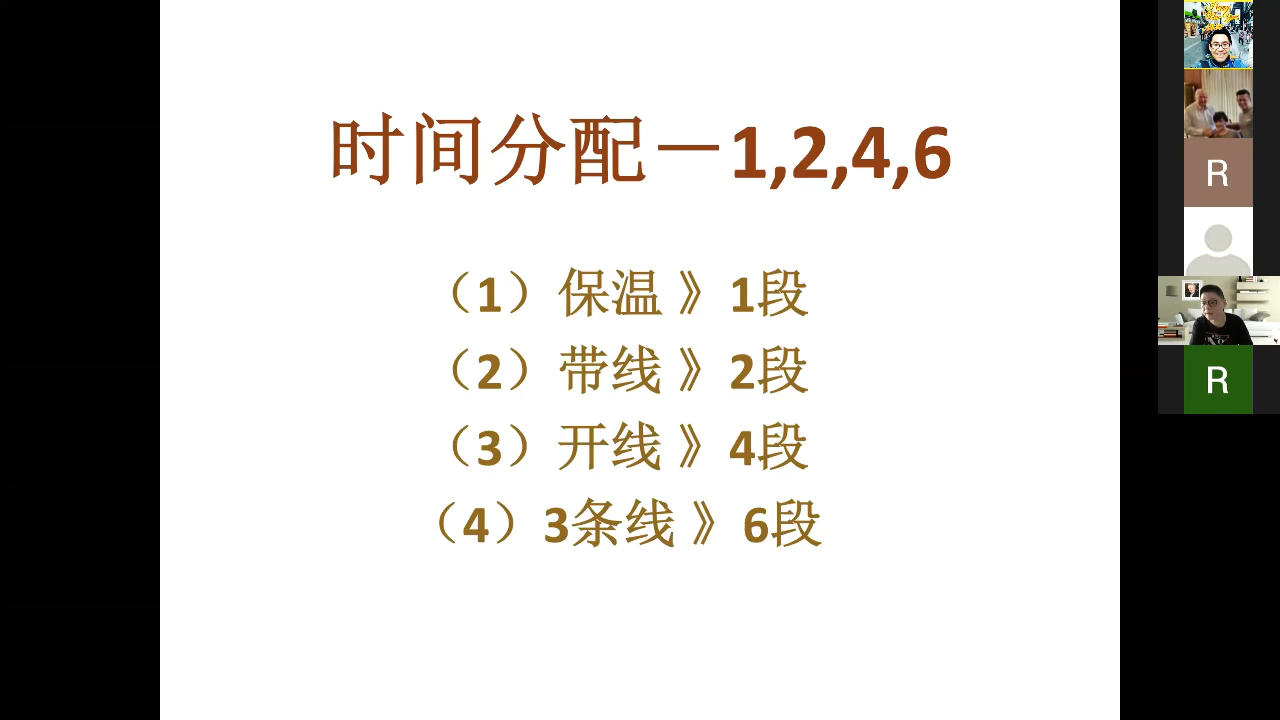 时间分配－1,2,4,6
（1）保温 》1段
（2）带线 》2段
（3）开线 》4段
（4）3条线 》6段
R
R